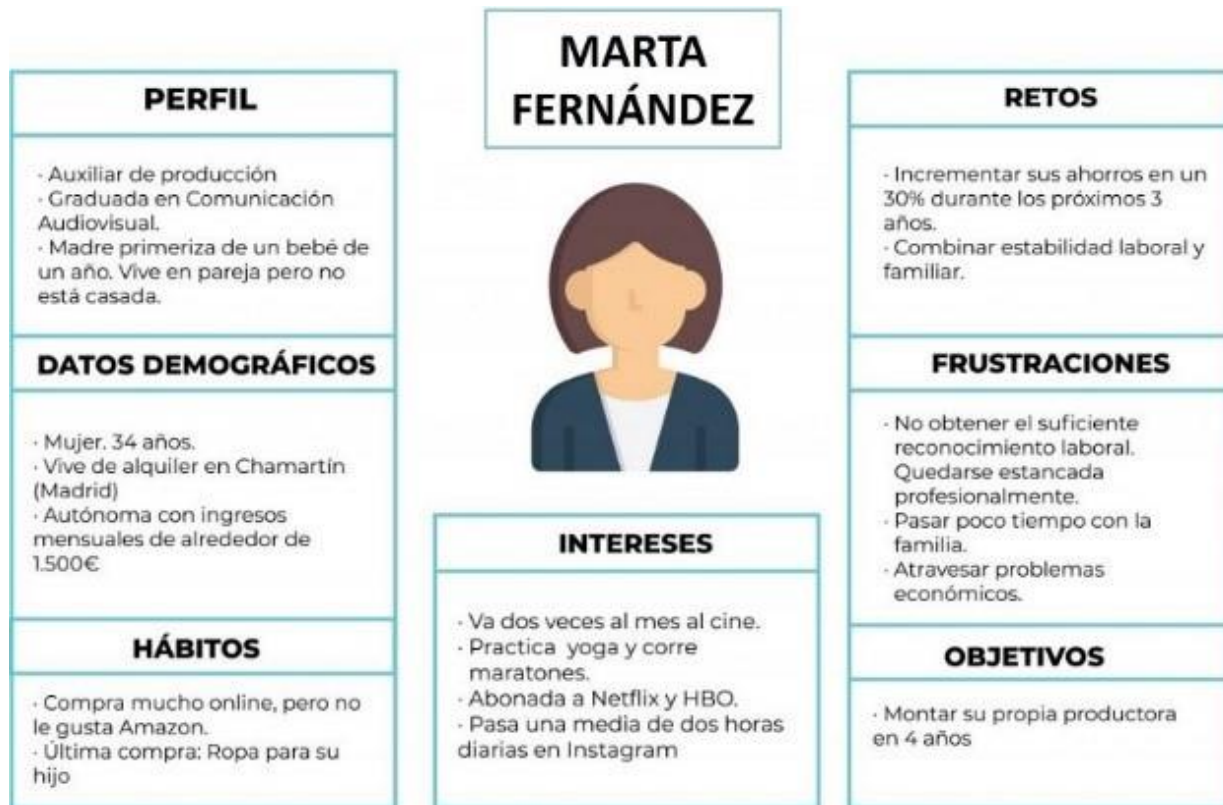 MARTA
FERNÁNDEZ
PERFIL
· Auxiliar de producción
· Graduada en Comunicación
Audiovisual.
· Madre primeriza de un bebé de
un año. Vive en pareja pero no
está casada.
DATOS DEMOGRÁFICOS
· Mujer. 34 años.
· Vive de alquiler en Chamartín
(Madrid)
· Autónoma con ingresos
mensuales de alrededor de
1.500€
HÁBITOS
· Compra mucho online, pero no
le gusta Amazon.
· Última compra: Ropa para su
hijo
INTERESES
· Va dos veces al mes al cine.
· Practica yoga y corre
maratones.
· Abonada a Netflix y HBO.
· Pasa una media de dos horas
diarias en Instagram
RETOS
· Incrementar sus ahorros en un
30% durante los próximos 3
años.
· Combinar estabilidad laboral y
familiar.
FRUSTRACIONES
· No obtener el suficiente
reconocimiento laboral.
Quedarse estancada
profesionalmente.
· Pasar poco tiempo con la
familia.
· Atravesar problemas
económicos.
OBJETIVOS
· Montar su propia productora
en 4 años